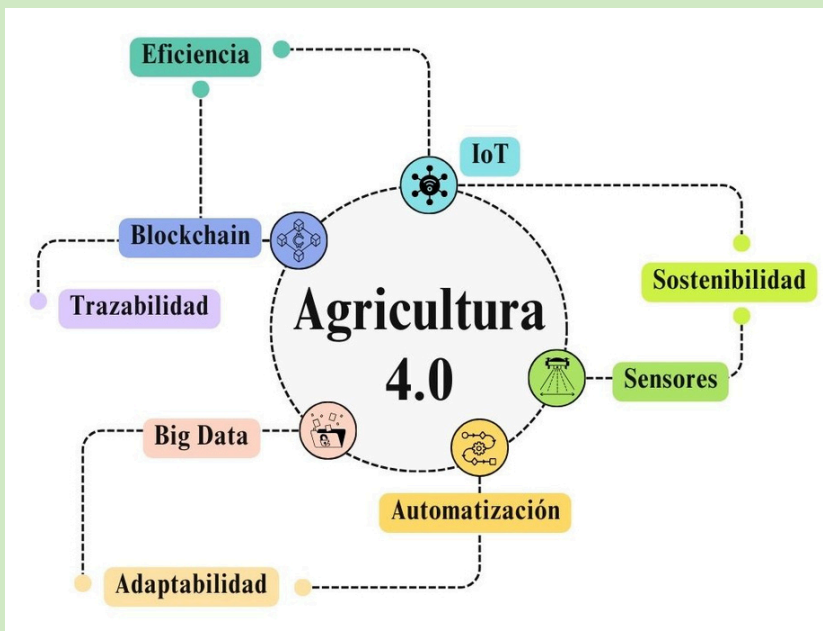 Eficiencia
IoT
Blockchain
Trazabilidad
Sostenibilidad
Agricultura
4.0
Sensores
Big Data
Automatización
Adaptabilidad